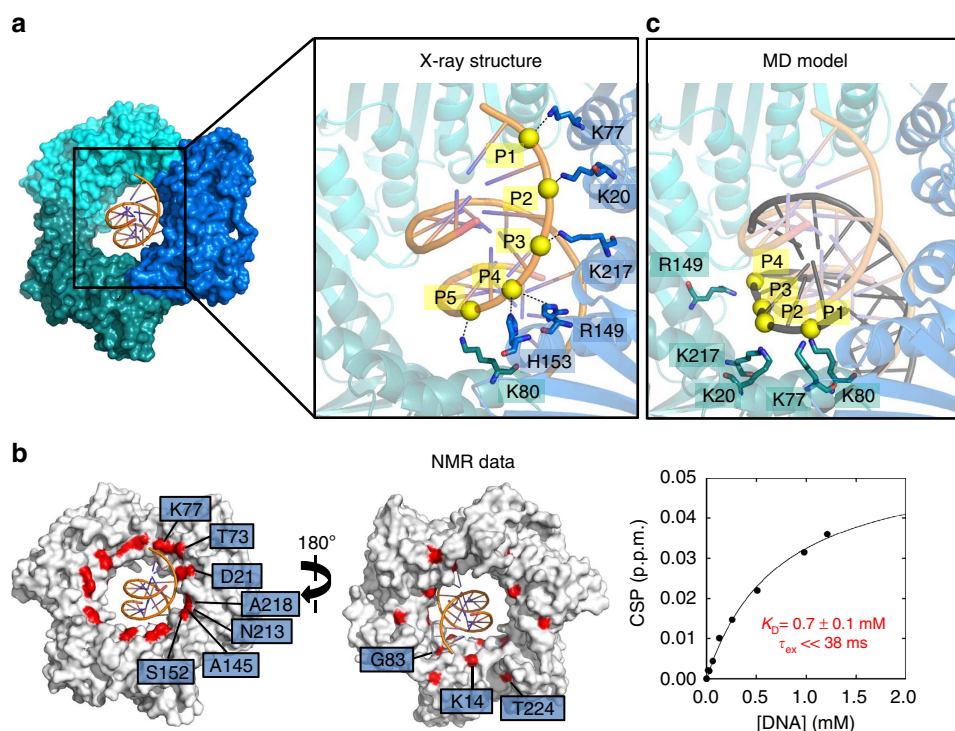 a
X-ray structure
P1
K77
P2
K20
P3
K217
P4
P5
R149
H153
K80
c
MD model
R149
P4
P3
P2
P1
K217
K20
K77
K80
b
NMR data
K77
T73
D21
A218
N213
A145
S152
180°
G83
K14
T224
CSP (p.p.m.)
0.05
0.04
0.03
0.02
0.01
0.00
K_D= 0.7 ± 0.1 mM
τ_ex << 38 ms
0.0 0.5 1.0 1.5 2.0
[DNA] (mM)